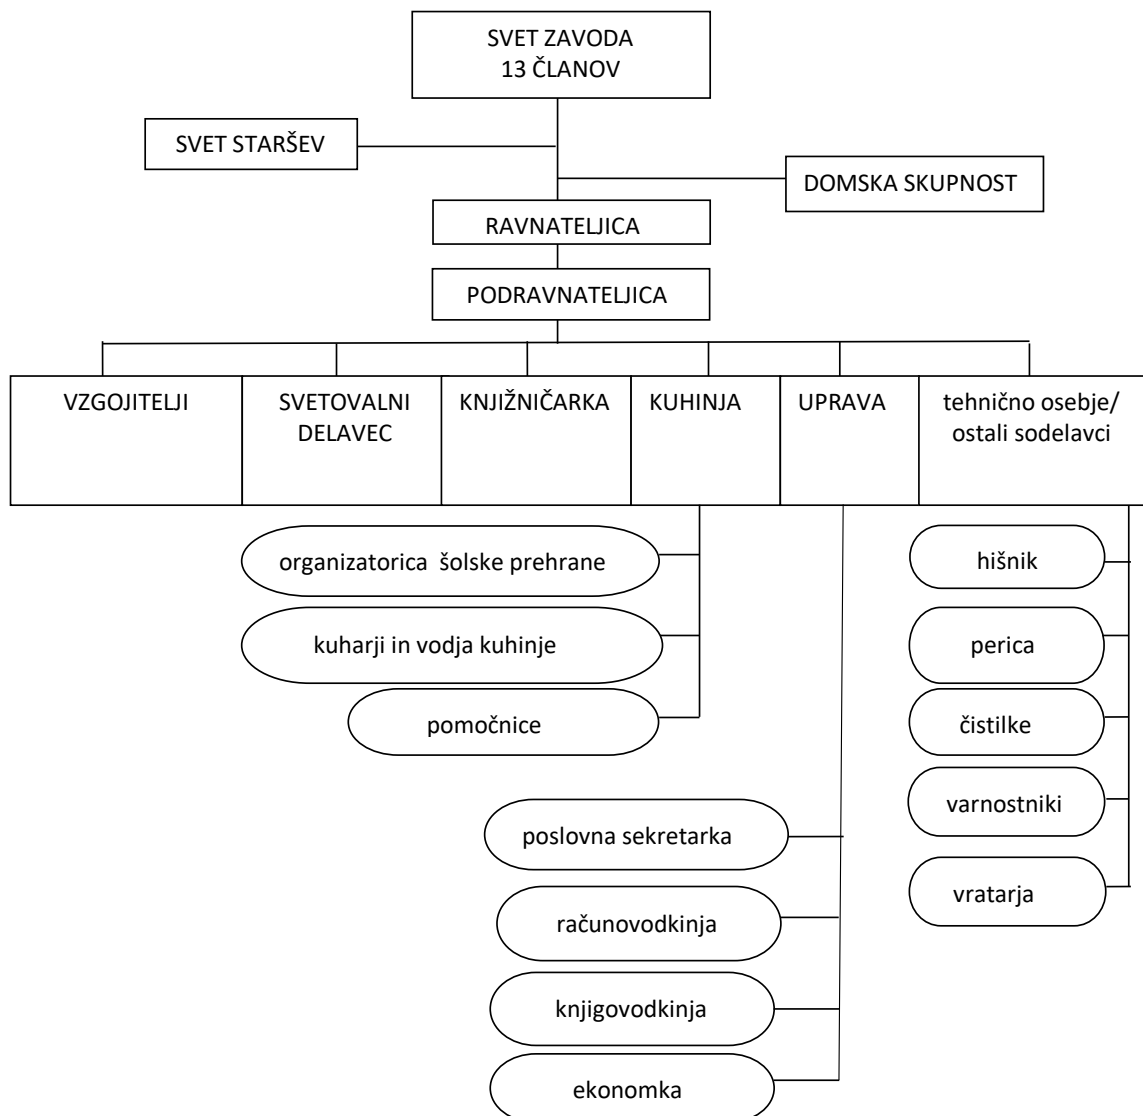 SVET ZAVODA
13 ČLANOV
SVET STARŠEV
DOMSKA SKUPNOST
RAVNATELJICA
PODRAVNATELJICA
VZGOJITELJI
SVETOVALNI
DELAVEC
KNJIŽNIČARKA
KUHINJA
UPRAVA
tehnično osebje/
ostali sodelavci
organizatorica šolske prehrane
kuharji in vodja kuhinje
pomočnice
hišnik
perica
čistilke
varnostniki
vratarja
poslovna sekretarka
računovodkinja
knjigovodkinja
ekonomka